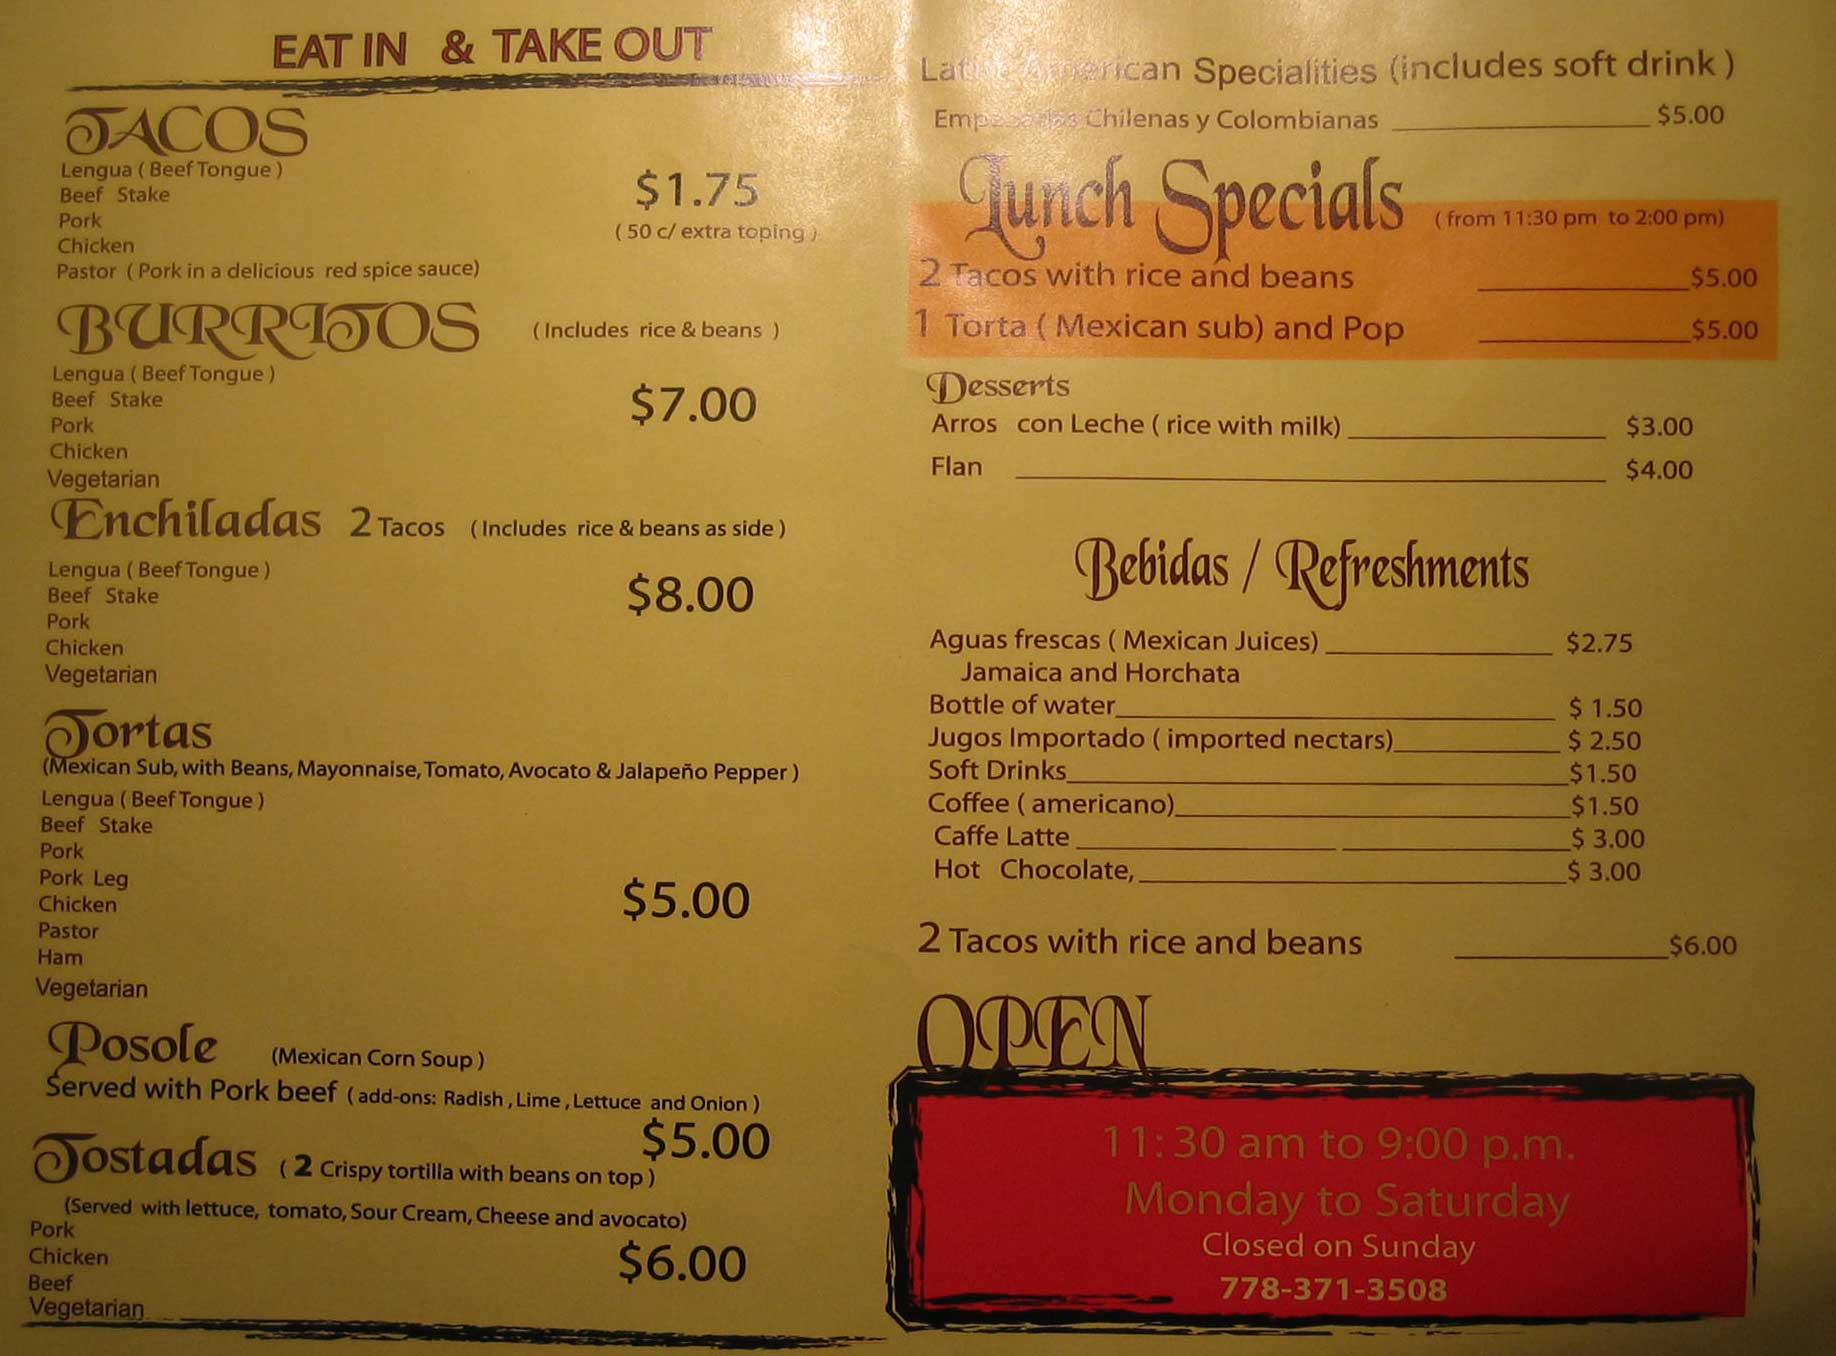 EAT IN & TAKE OUT
TACOS
Lengua ( Beef Tongue )
Beef Stake
Pork
Chicken
Pastor ( Pork in a delicious red spice sauce)
$1.75
( 50 c/ extra toping )
BURRITOS ( Includes rice & beans )
Lengua ( Beef Tongue )
Beef Stake
Pork
Chicken
Vegetarian
$7.00
Enchiladas 2 Tacos ( Includes rice & beans as side )
Lengua ( Beef Tongue )
Beef Stake
Pork
Chicken
Vegetarian
$8.00
Tortas
(Mexican Sub, with Beans, Mayonnaise, Tomato, Avocato & Jalapeño Pepper )
Lengua ( Beef Tongue )
Beef Stake
Pork
Pork Leg
Chicken
Pastor
Ham
Vegetarian
$5.00
Posole (Mexican Corn Soup )
Served with Pork beef ( add-ons: Radish , Lime , Lettuce and Onion )
$5.00
Tostadas ( 2 Crispy tortilla with beans on top )
(Served with lettuce, tomato, Sour Cream, Cheese and avocato)
Pork
Chicken
Beef
Vegetarian
$6.00
Latin American Specialities (includes soft drink )
Empanadas Chilenas y Colombianas $5.00
Lunch Specials ( from 11:30 pm to 2:00 pm)
2 Tacos with rice and beans $5.00
1 Torta ( Mexican sub) and Pop $5.00
Desserts
Arros con Leche ( rice with milk) $3.00
Flan $4.00
Bebidas / Refreshments
Aguas frescas ( Mexican Juices) $2.75
Jamaica and Horchata
Bottle of water $ 1.50
Jugos Importado ( imported nectars) $ 2.50
Soft Drinks $1.50
Coffee ( americano) $1.50
Caffe Latte $ 3.00
Hot Chocolate, $ 3.00
2 Tacos with rice and beans $6.00
OPEN
11: 30 am to 9:00 p.m.
Monday to Saturday
Closed on Sunday
778-371-3508